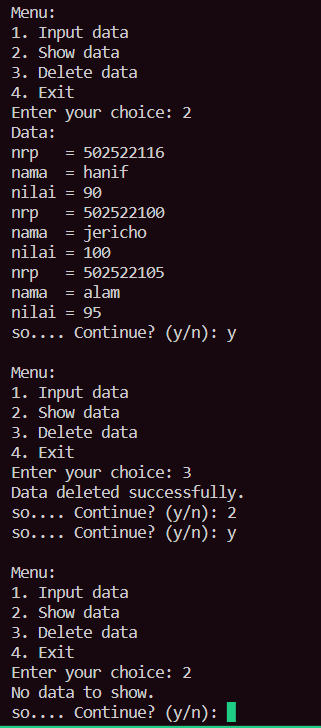 Menu:
1. Input data
2. Show data
3. Delete data
4. Exit
Enter your choice: 2
Data:
nrp   = 502522116
nama  = hanif
nilai = 90
nrp   = 502522100
nama  = jericho
nilai = 100
nrp   = 502522105
nama  = alam
nilai = 95
so.... Continue? (y/n): y
Menu:
1. Input data
2. Show data
3. Delete data
4. Exit
Enter your choice: 3
Data deleted successfully.
so.... Continue? (y/n): 2
so.... Continue? (y/n): y
Menu:
1. Input data
2. Show data
3. Delete data
4. Exit
Enter your choice: 2
No data to show.
so.... Continue? (y/n):